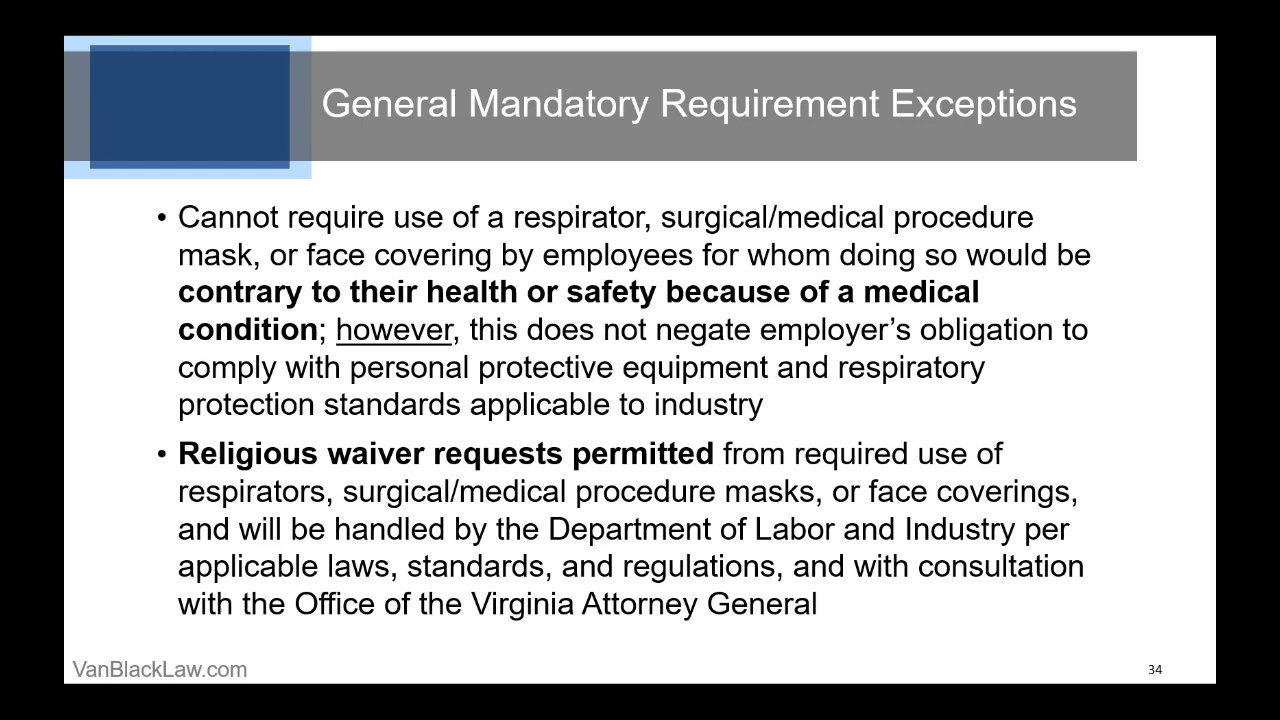 General Mandatory Requirement Exceptions
• Cannot require use of a respirator, surgical/medical procedure
mask, or face covering by employees for whom doing so would be
contrary to their health or safety because of a medical
condition; however, this does not negate employer’s obligation to
comply with personal protective equipment and respiratory
protection standards applicable to industry
• Religious waiver requests permitted from required use of
respirators, surgical/medical procedure masks, or face coverings,
and will be handled by the Department of Labor and Industry per
applicable laws, standards, and regulations, and with consultation
with the Office of the Virginia Attorney General
VanBlackLaw.com
34